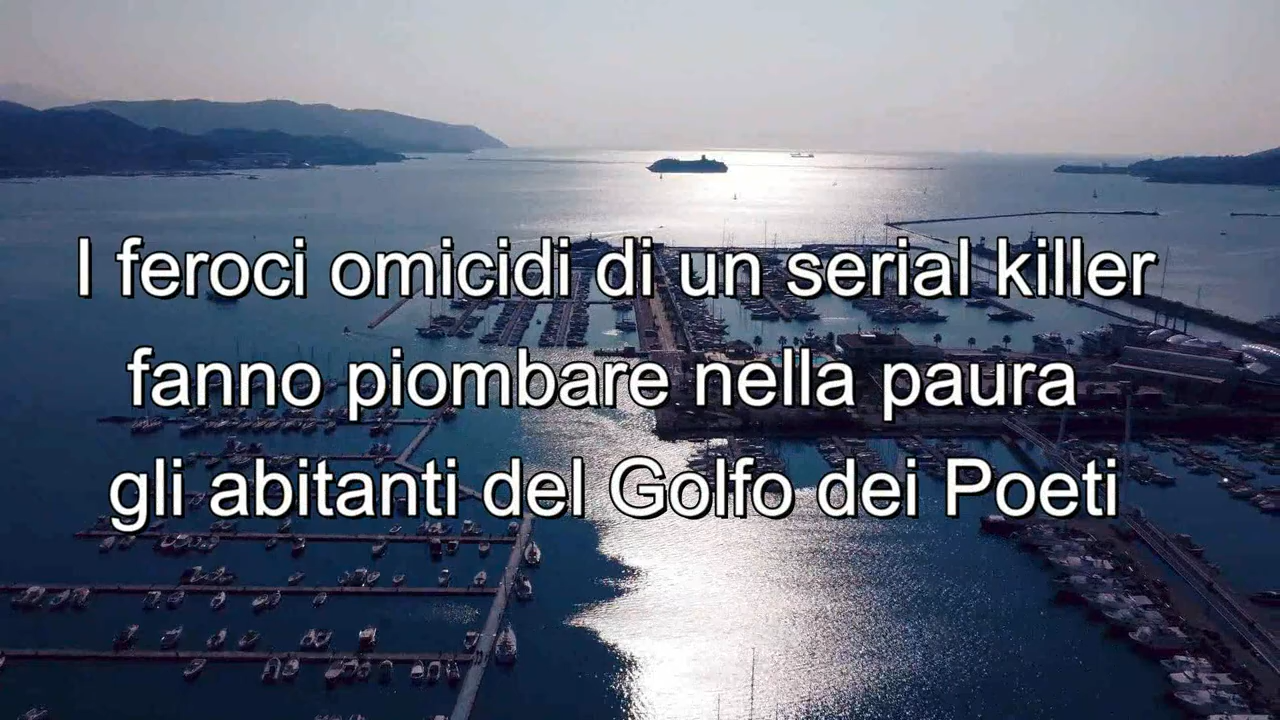 I feroci omicidi di un serial killer
fanno piombare nella paura
gli abitanti del Golfo dei Poeti